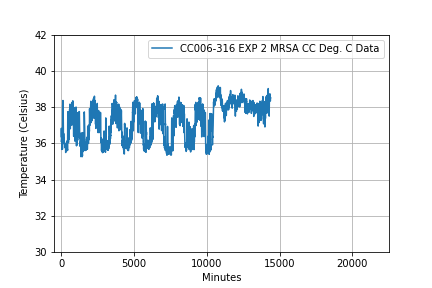 42
CC006-316 EXP 2 MRSA CC Deg. C Data
40
38
36
34
32
30
Temperature (Celsius)
0 5000 10000 15000 20000
Minutes